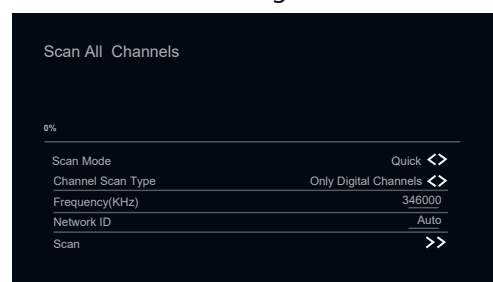 Scan All Channels
0%
Scan Mode Quick <>
Channel Scan Type Only Digital Channels <>
Frequency(KHz) 346000
Network ID Auto
Scan >>